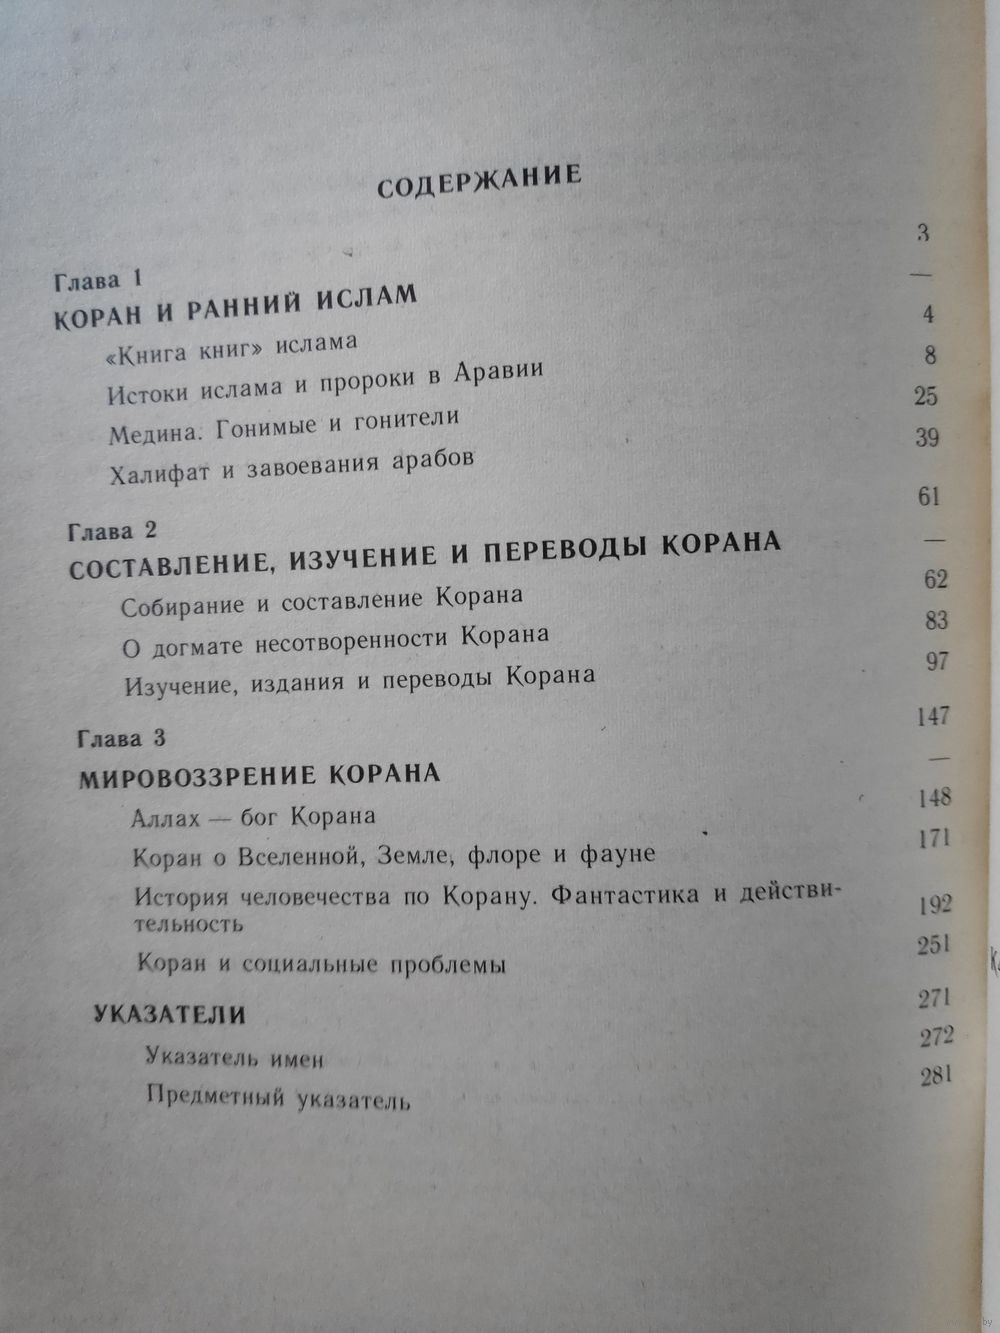 СОДЕРЖАНИЕ
Глава 1 3
КОРАН И РАННИЙ ИСЛАМ —
«Книга книг» ислама 4
Истоки ислама и пророки в Аравии 8
Медина. Гонимые и гонители 25
Халифат и завоевания арабов 39
Глава 2 61
СОСТАВЛЕНИЕ, ИЗУЧЕНИЕ И ПЕРЕВОДЫ КОРАНА —
Собирание и составление Корана 62
О догмате несотворенности Корана 83
Изучение, издания и переводы Корана 97
Глава 3 147
МИРОВОЗЗРЕНИЕ КОРАНА —
Аллах — бог Корана 148
Коран о Вселенной, Земле, флоре и фауне 171
История человечества по Корану. Фантастика и действи-
тельность 192
Коран и социальные проблемы 251
УКАЗАТЕЛИ 271
Указатель имен 272
Предметный указатель 281